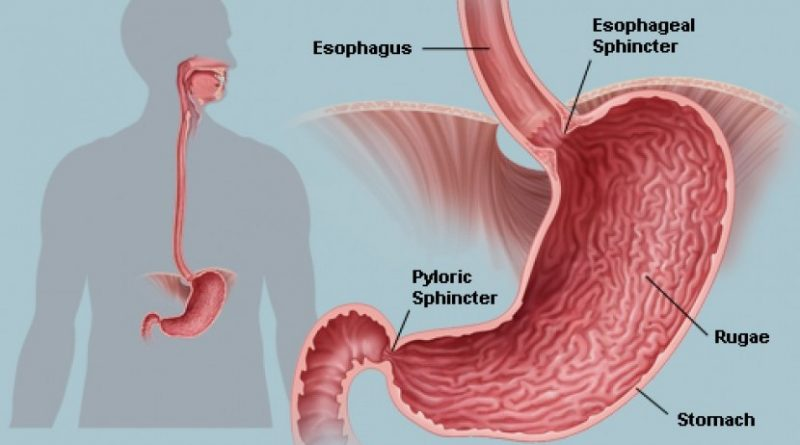 Esophagus
Esophageal
Sphincter
Pyloric
Sphincter
Rugae
Stomach